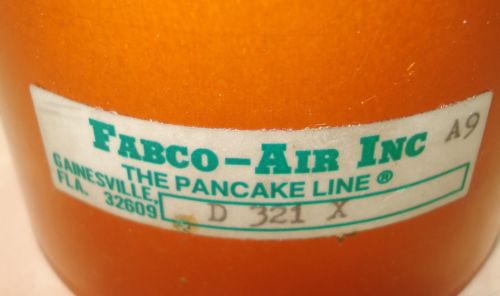 FABCO-AIR INC A9
THE PANCAKE LINE ®
GAINESVILLE,
FLA. 32609
D 321 X